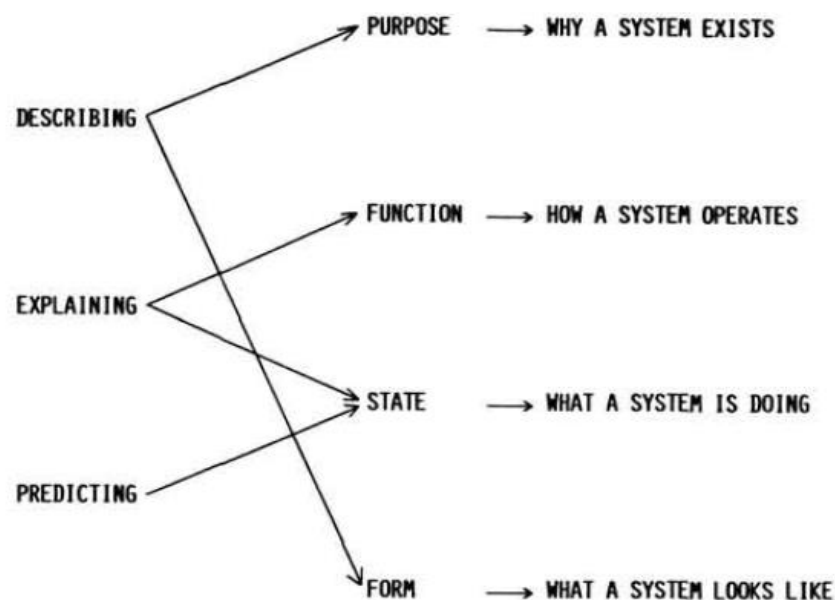 PURPOSE → WHY A SYSTEM EXISTS
DESCRIBING
FUNCTION → HOW A SYSTEM OPERATES
EXPLAINING
STATE → WHAT A SYSTEM IS DOING
PREDICTING
FORM → WHAT A SYSTEM LOOKS LIKE